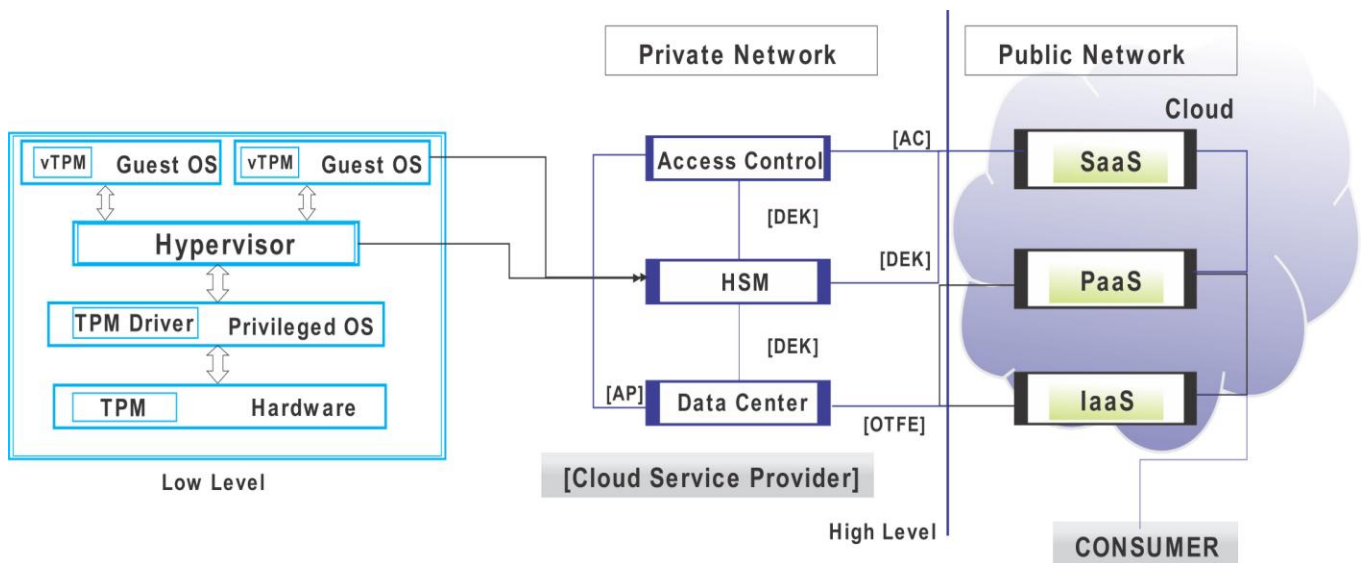 Private Network
Public Network
Cloud
vTPM Guest OS
vTPM Guest OS
Hypervisor
TPM Driver Privileged OS
TPM Hardware
Low Level
Access Control
[AC]
[DEK]
HSM
[DEK]
[DEK]
[AP]
Data Center
[OTFE]
[Cloud Service Provider]
High Level
SaaS
PaaS
IaaS
CONSUMER